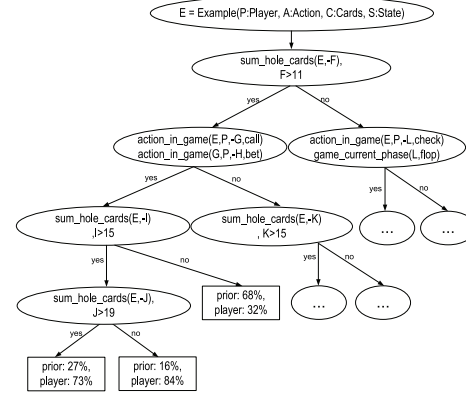 E = Example(P:Player, A:Action, C:Cards, S:State)
sum_hole_cards(E,-F),
F>11
yes
no
action_in_game(E,P,-G,call)
action_in_game(G,P,-H,bet)
action_in_game(E,P,-L,check)
game_current_phase(L,flop)
yes
no
yes
no
sum_hole_cards(E,-I)
,I>15
sum_hole_cards(E,-K)
, K>15
...
...
yes
no
yes
no
sum_hole_cards(E,-J),
J>19
prior: 68%,
player: 32%
...
...
yes
no
prior: 27%,
player: 73%
prior: 16%,
player: 84%